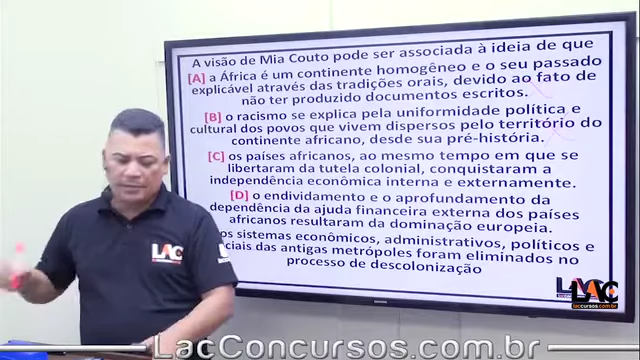 A visão de Mia Couto pode ser associada à ideia de que
[A] a África é um continente homogêneo e o seu passado
explicável através das tradições orais, devido ao fato de
não ter produzido documentos escritos.
[B] o racismo se explica pela uniformidade política e
cultural dos povos que vivem dispersos pelo território do
continente africano, desde sua pré-história.
[C] os países africanos, ao mesmo tempo em que se
libertaram da tutela colonial, conquistaram a
independência econômica interna e externamente.
[D] o endividamento e o aprofundamento da
dependência da ajuda financeira externa dos países
africanos resultaram da dominação europeia.
os sistemas econômicos, administrativos, políticos e
das antigas metrópoles foram eliminados no
processo de descolonização
LAC
LAC
luccursos.com.br
LacConcursos.com.br